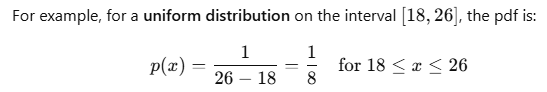 For example, for a uniform distribution on the interval [18, 26], the pdf is:
p(x) = 1/(26 − 18) = 1/8 for 18 ≤ x ≤ 26